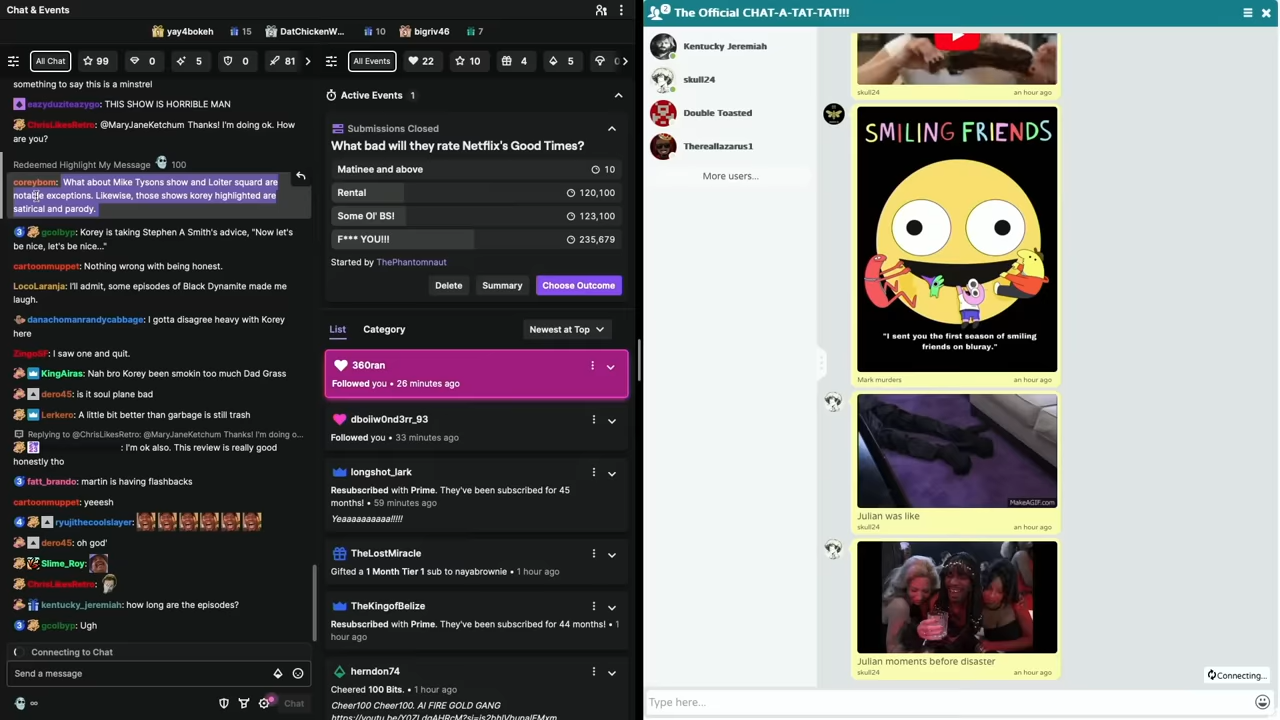 Chat & Events
yay4bokeh
15
DatChickenW...
10
bigriv46
7
All Chat
99
0
5
0
81
something to say this is a minstrel
eazyduziteazygo: THIS SHOW IS HORRIBLE MAN
ChrisLikesRetro: @MaryJaneKetchum Thanks! I'm doing ok. How
are you?
Redeemed Highlight My Message 100
coreybom: What about Mike Tysons show and Loiter squard are
notable exceptions. Likewise, those shows korey highlighted are
satirical and parody.
gcolbyp: Korey is taking Stephen A Smith's advice, "Now let's
be nice, let's be nice..."
cartoonmuppet: Nothing wrong with being honest.
LocoLaranja: I'll admit, some episodes of Black Dynamite made me
laugh.
danachomanrandycabbage: I gotta disagree heavy with Korey
here
ZingoSF: I saw one and quit.
KingAiras: Nah bro Korey been smokin too much Dad Grass
dero45: is it soul plane bad
Lerkero: A little bit better than garbage is still trash
Replying to @ChrisLikesRetro: @MaryJaneKetchum Thanks! I'm doing o...
: I'm ok also. This review is really good
honestly tho
fatt_brando: martin is having flashbacks
cartoonmuppet: yeeesh
ryujithecoolslayer:
dero45: oh god'
Slime_Roy:
ChrisLikesRetro:
kentucky_jeremiah: how long are the episodes?
gcolbyp: Ugh
Connecting to Chat
Send a message
∞
Chat
All Events
22
10
4
5
0
Active Events 1
Submissions Closed
What bad will they rate Netflix's Good Times?
Matinee and above 10
Rental 120,100
Some Ol' BS! 123,100
F*** YOU!!! 235,679
Started by ThePhantomnaut
Delete
Summary
Choose Outcome
List
Category
Newest at Top
360ran
Followed you • 26 minutes ago
dboliw0nd3rr_93
Followed you • 33 minutes ago
longshot_lark
Resubscribed with Prime. They've been subscribed for 45
months! • 59 minutes ago
Yeaaaaaaaaa!!!!!
TheLostMiracle
Gifted a 1 Month Tier 1 sub to nayabrownie • 1 hour ago
TheKingofBelize
Resubscribed with Prime. They've been subscribed for 44 months! • 1
hour ago
herndon74
Cheered 100 Bits. • 1 hour ago
Cheer100 Cheer100. AI FIRE GOLD GANG
The Official CHAT-A-TAT-TAT!!!
2
Kentucky Jeremiah
skull24
Double Toasted
Thereallazarus1
More users...
skull24
an hour ago
SMILING FRIENDS
"I sent you the first season of smiling
friends on bluray."
Mark murders
an hour ago
MakeAGIF.com
Julian was like
skull24
an hour ago
Julian moments before disaster
skull24
an hour ago
Connecting...
Type here...